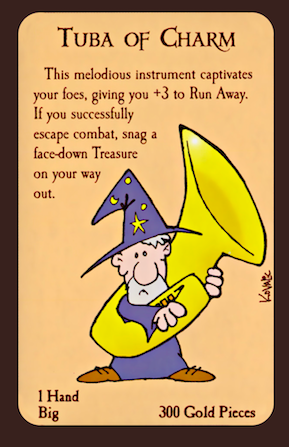 Tuba of Charm
This melodious instrument captivates
your foes, giving you +3 to Run Away.
If you successfully
escape combat, snag a
face-down Treasure
on your way
out.
Kovalic
1 Hand
Big 300 Gold Pieces